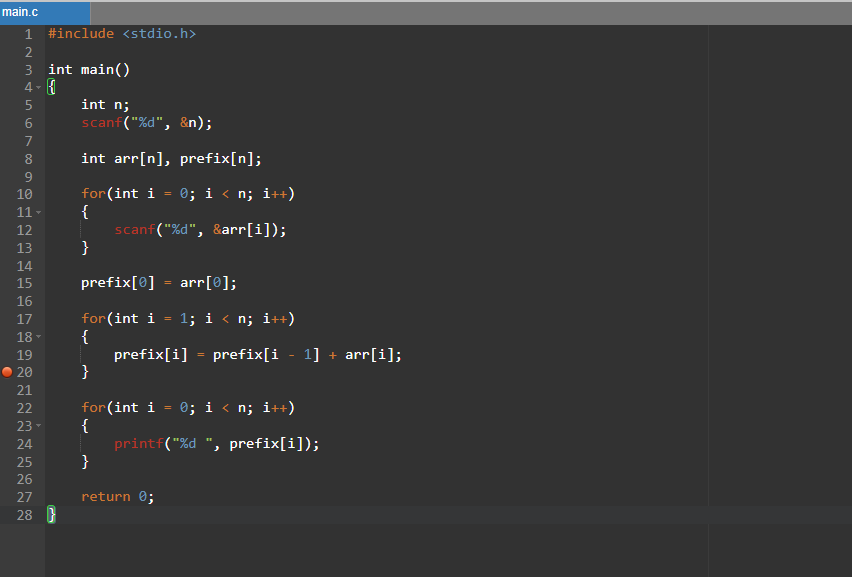 main.c
1 #include <stdio.h>
2
3 int main()
4 {
5     int n;
6     scanf("%d", &n);
7
8     int arr[n], prefix[n];
9
10     for(int i = 0; i < n; i++)
11     {
12         scanf("%d", &arr[i]);
13     }
14
15     prefix[0] = arr[0];
16
17     for(int i = 1; i < n; i++)
18     {
19         prefix[i] = prefix[i - 1] + arr[i];
20     }
21
22     for(int i = 0; i < n; i++)
23     {
24         printf("%d ", prefix[i]);
25     }
26
27     return 0;
28 }